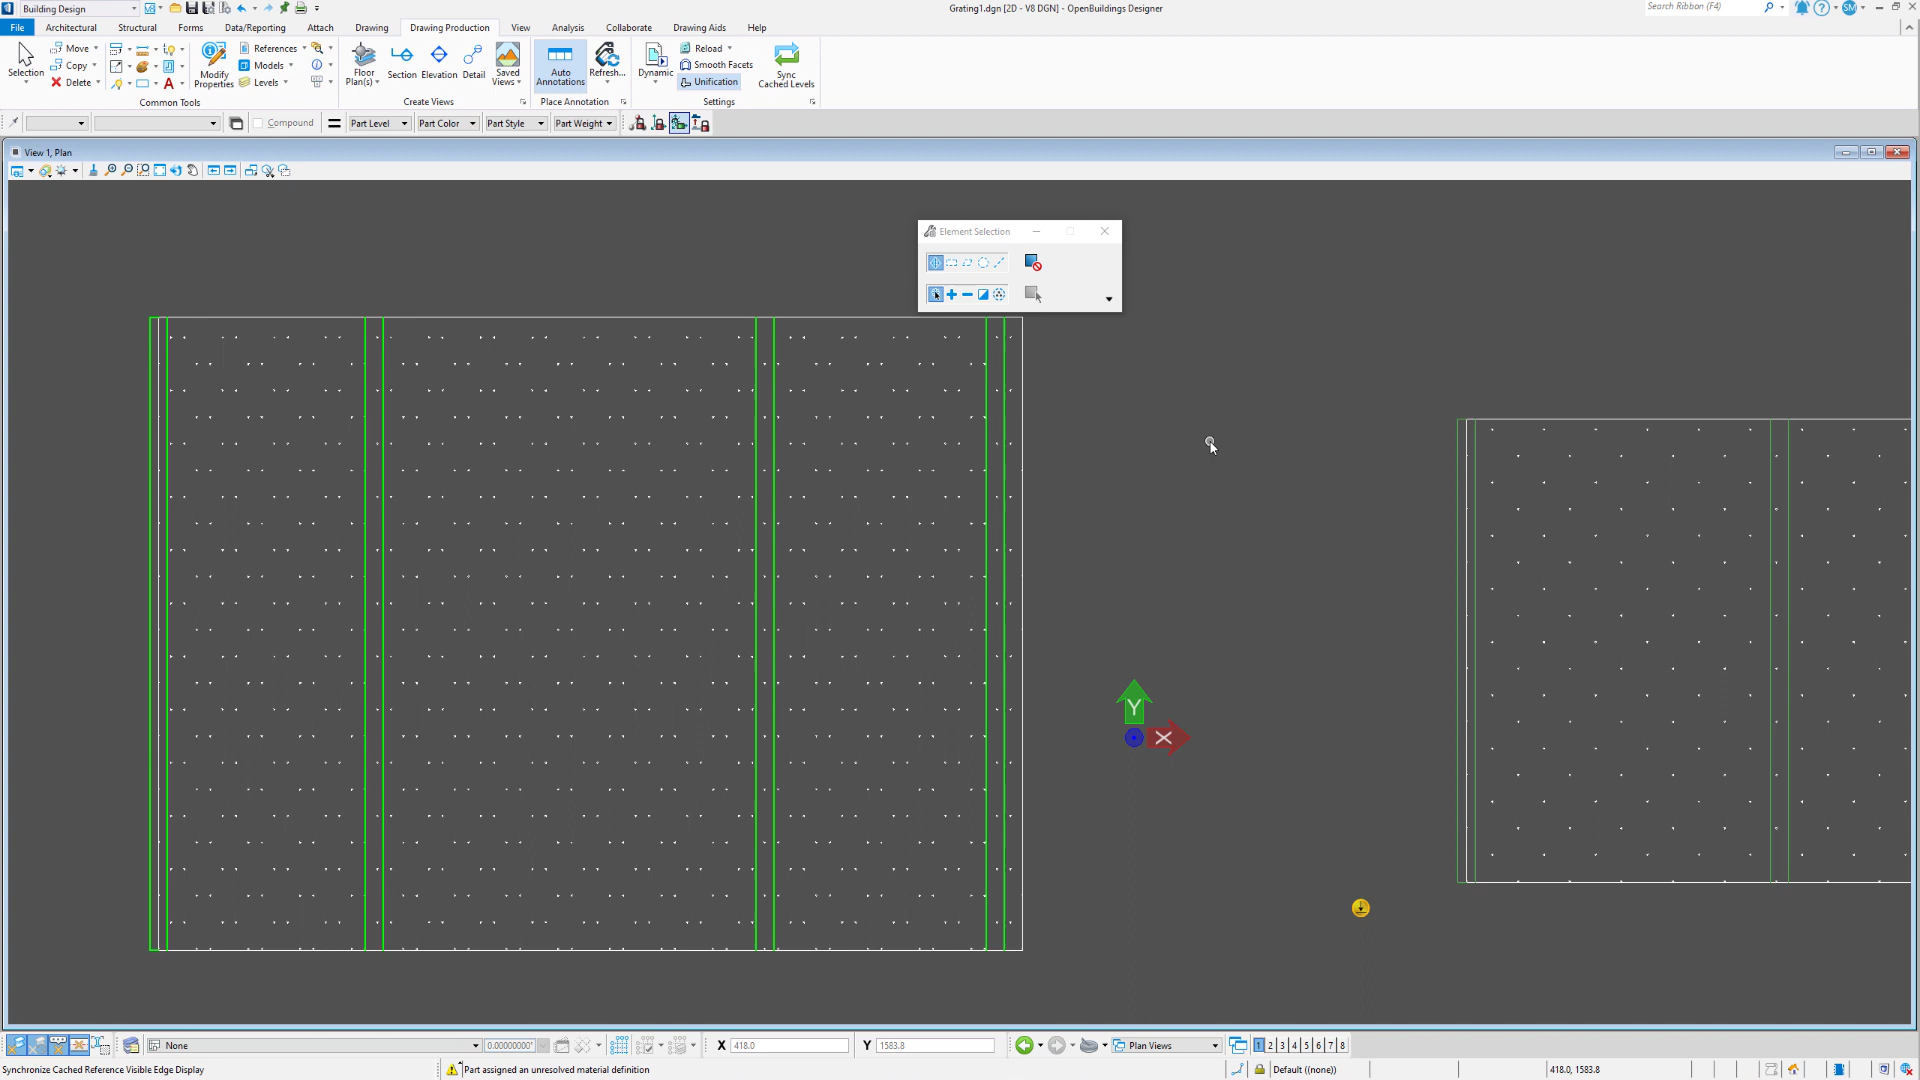 Building Design
Grating1.dgn [2D - V8 DGN] - OpenBuildings Designer
Search Ribbon (F4)
SM
File
Architectural
Structural
Forms
Data/Reporting
Attach
Drawing
Drawing Production
View
Analysis
Collaborate
Drawing Aids
Help
Selection
Move
Copy
Delete
A
Modify Properties
References
Models
Levels
Common Tools
Floor Plan(s)
Section
Elevation
Detail
Saved Views
Create Views
Auto Annotations
Refresh...
Place Annotation
Dynamic
Reload
Smooth Facets
Unification
Sync Cached Levels
Settings
Compound
Part Level
Part Color
Part Style
Part Weight
View 1, Plan
Element Selection
Y
X
None
0.00000000°
X
418.0
Y
1583.8
Plan Views
1 2 3 4 5 6 7 8
Synchronize Cached Reference Visible Edge Display
Part assigned an unresolved material definition
Default ((none))
418.0, 1583.8